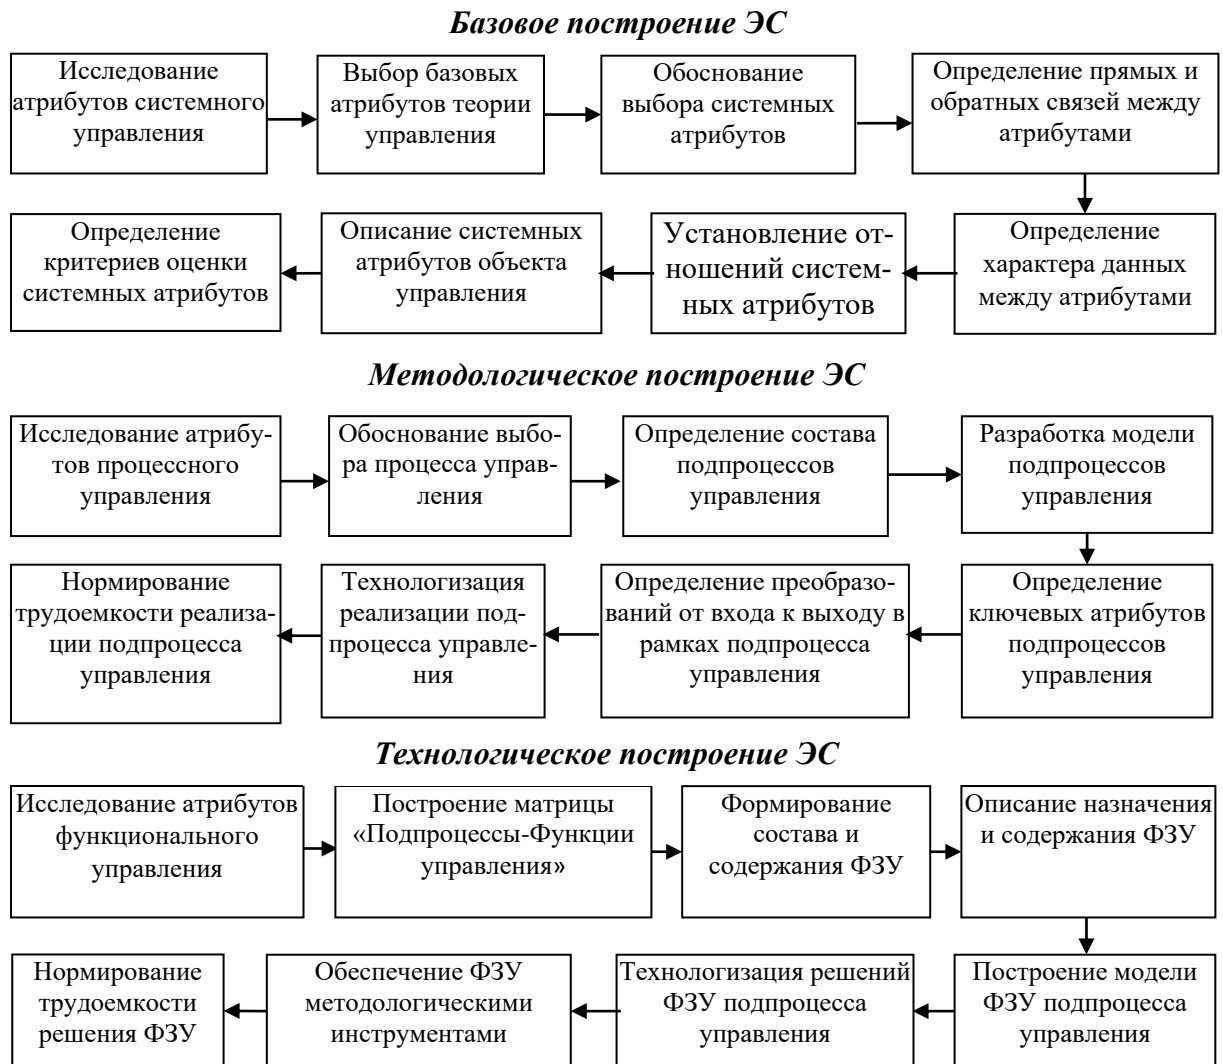 Базовое построение ЭС
Исследование
атрибутов системного
управления
Выбор базовых
атрибутов теории
управления
Обоснование
выбора системных
атрибутов
Определение прямых и
обратных связей между
атрибутами
Определение
характера данных
между атрибутами
Установление от-
ношений систем-
ных атрибутов
Описание системных
атрибутов объекта
управления
Определение
критериев оценки
системных атрибутов
Методологическое построение ЭС
Исследование атрибу-
тов процессного
управления
Обоснование выбо-
ра процесса управ-
ления
Определение состава
подпроцессов
управления
Разработка модели
подпроцессов
управления
Определение
ключевых атрибутов
подпроцессов
управления
Определение преобразо-
ваний от входа к выходу в
рамках подпроцесса
управления
Технологизация
реализации под-
процесса управле-
ния
Нормирование
трудоемкости реализа-
ции подпроцесса
управления
Технологическое построение ЭС
Исследование атрибутов
функционального
управления
Построение матрицы
«Подпроцессы-Функции
управления»
Формирование
состава и
содержания ФЗУ
Описание назначения
и содержания ФЗУ
Построение модели
ФЗУ подпроцесса
управления
Технологизация решений
ФЗУ подпроцесса
управления
Обеспечение ФЗУ
методологическими
инструментами
Нормирование
трудоемкости
решения ФЗУ